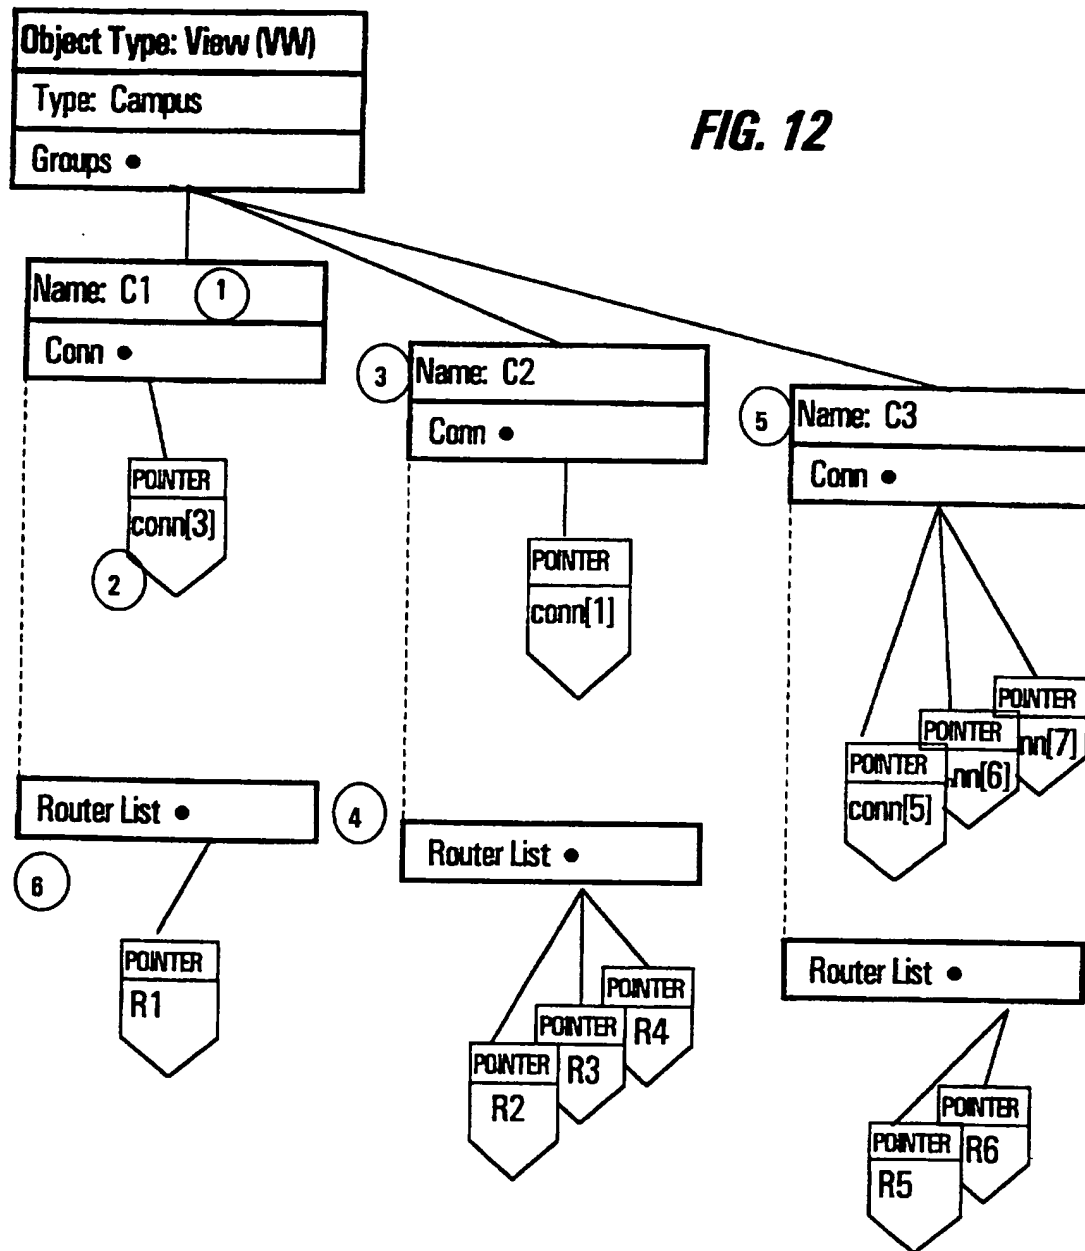 Object Type: View (VW)
Type: Campus
Groups •
FIG. 12
Name: C1
1
Conn •
3
Name: C2
Conn •
5
Name: C3
Conn •
POINTER
conn[3]
2
POINTER
conn[1]
POINTER
nn[7]
POINTER
nn[6]
POINTER
conn[5]
Router List •
4
Router List •
6
POINTER
R1
Router List •
POINTER
R4
POINTER
R3
POINTER
R2
POINTER
R6
POINTER
R5